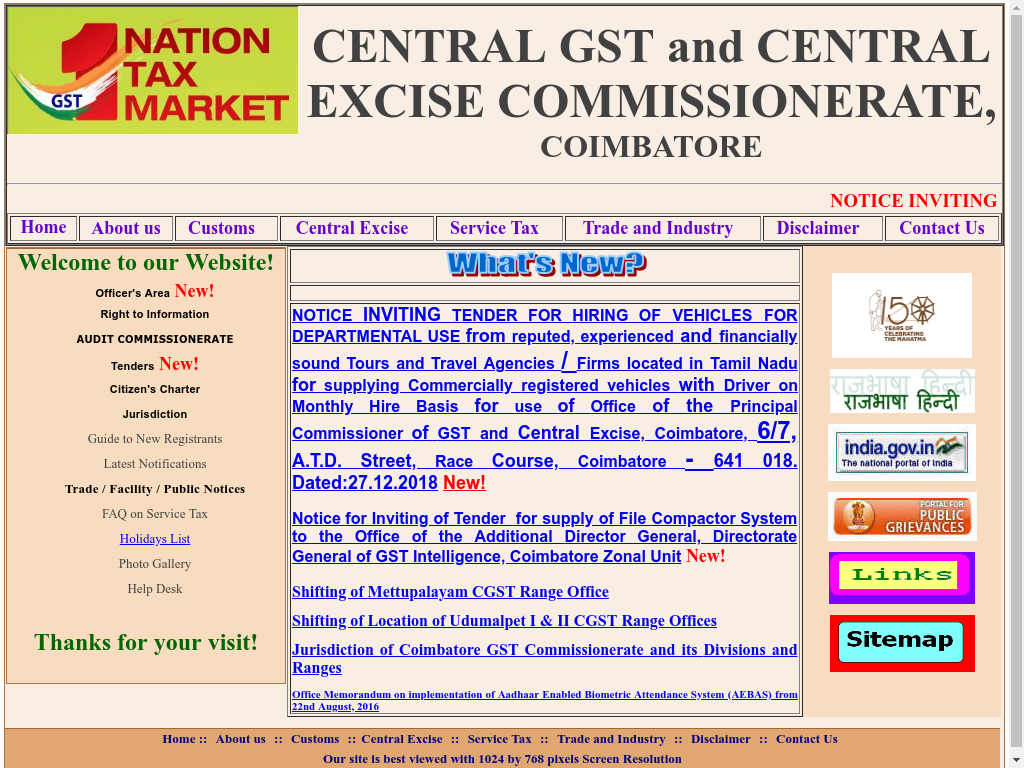 1 NATION
TAX
MARKET
GST
CENTRAL GST and CENTRAL
EXCISE COMMISSIONERATE,
COIMBATORE
NOTICE INVITING
Home About us Customs Central Excise Service Tax Trade and Industry Disclaimer Contact Us
Welcome to our Website!
Officer's Area New!
Right to Information
AUDIT COMMISSIONERATE
Tenders New!
Citizen's Charter
Jurisdiction
Guide to New Registrants
Latest Notifications
Trade / Facility / Public Notices
FAQ on Service Tax
Holidays List
Photo Gallery
Help Desk
Thanks for your visit!
What's New?
NOTICE INVITING TENDER FOR HIRING OF VEHICLES FOR
DEPARTMENTAL USE from reputed, experienced and financially
sound Tours and Travel Agencies / Firms located in Tamil Nadu
for supplying Commercially registered vehicles with Driver on
Monthly Hire Basis for use of Office of the Principal
Commissioner of GST and Central Excise, Coimbatore, 6/7,
A.T.D. Street, Race Course, Coimbatore - 641 018.
Dated:27.12.2018 New!
Notice for Inviting of Tender for supply of File Compactor System
to the Office of the Additional Director General, Directorate
General of GST Intelligence, Coimbatore Zonal Unit New!
Shifting of Mettupalayam CGST Range Office
Shifting of Location of Udumalpet I & II CGST Range Offices
Jurisdiction of Coimbatore GST Commissionerate and its Divisions and
Ranges
Office Memorandum on implementation of Aadhaar Enabled Biometric Attendance System (AEBAS) from
22nd August, 2016
150
YEARS OF
CELEBRATING
THE MAHATMA
राजभाषा हिन्दी
राजभाषा हिन्दी
india.gov.in
The national portal of India
PORTAL FOR
PUBLIC
GRIEVANCES
Links
Sitemap
Home :: About us :: Customs :: Central Excise :: Service Tax :: Trade and Industry :: Disclaimer :: Contact Us
Our site is best viewed with 1024 by 768 pixels Screen Resolution